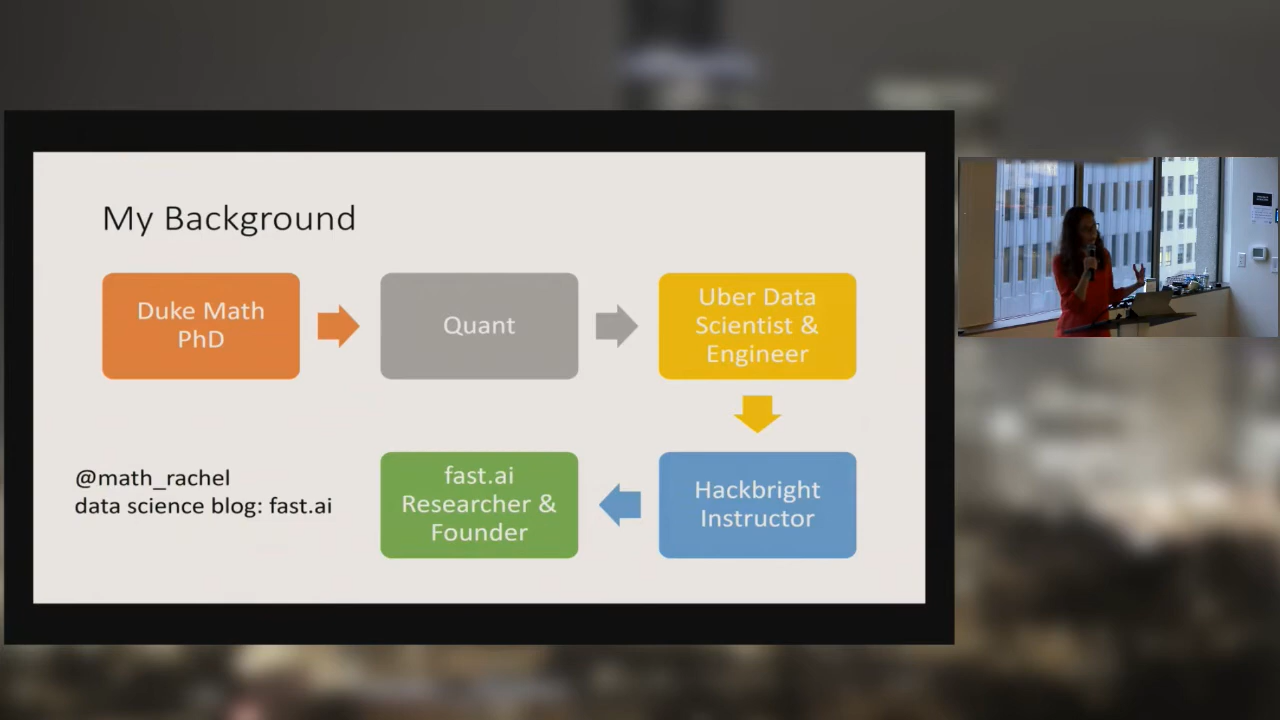 My Background
Duke Math
PhD
Quant
Uber Data
Scientist &
Engineer
Hackbright
Instructor
fast.ai
Researcher &
Founder
@math_rachel
data science blog: fast.ai